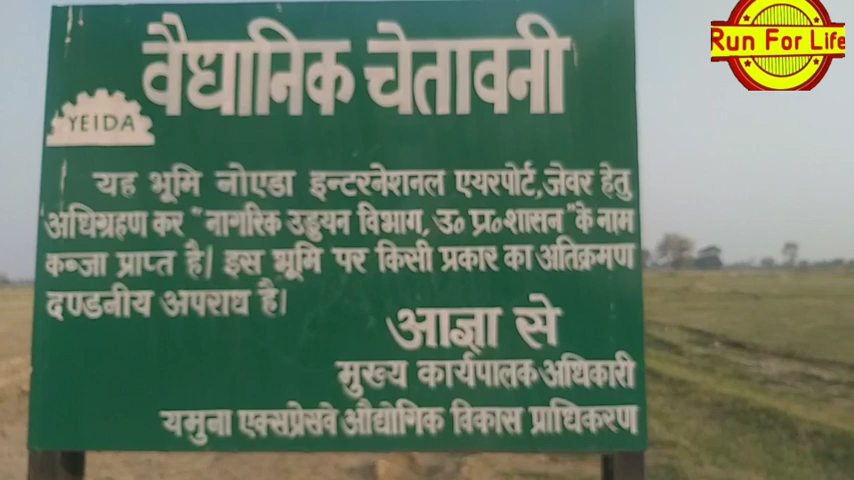 Run For Life
वैधानिक चेतावनी
YEIDA
यह भूमि नोएडा इन्टरनेशनल एयरपोर्ट, जेवर हेतु
अधिग्रहण कर "नागरिक उड्डयन विभाग, उ० प्र० शासन" के नाम
कब्जा प्राप्त है। इस भूमि पर किसी प्रकार का अतिक्रमण
दण्डनीय अपराध है।
आज्ञा से
मुख्य कार्यपालक अधिकारी
यमुना एक्सप्रेसवे औद्योगिक विकास प्राधिकरण